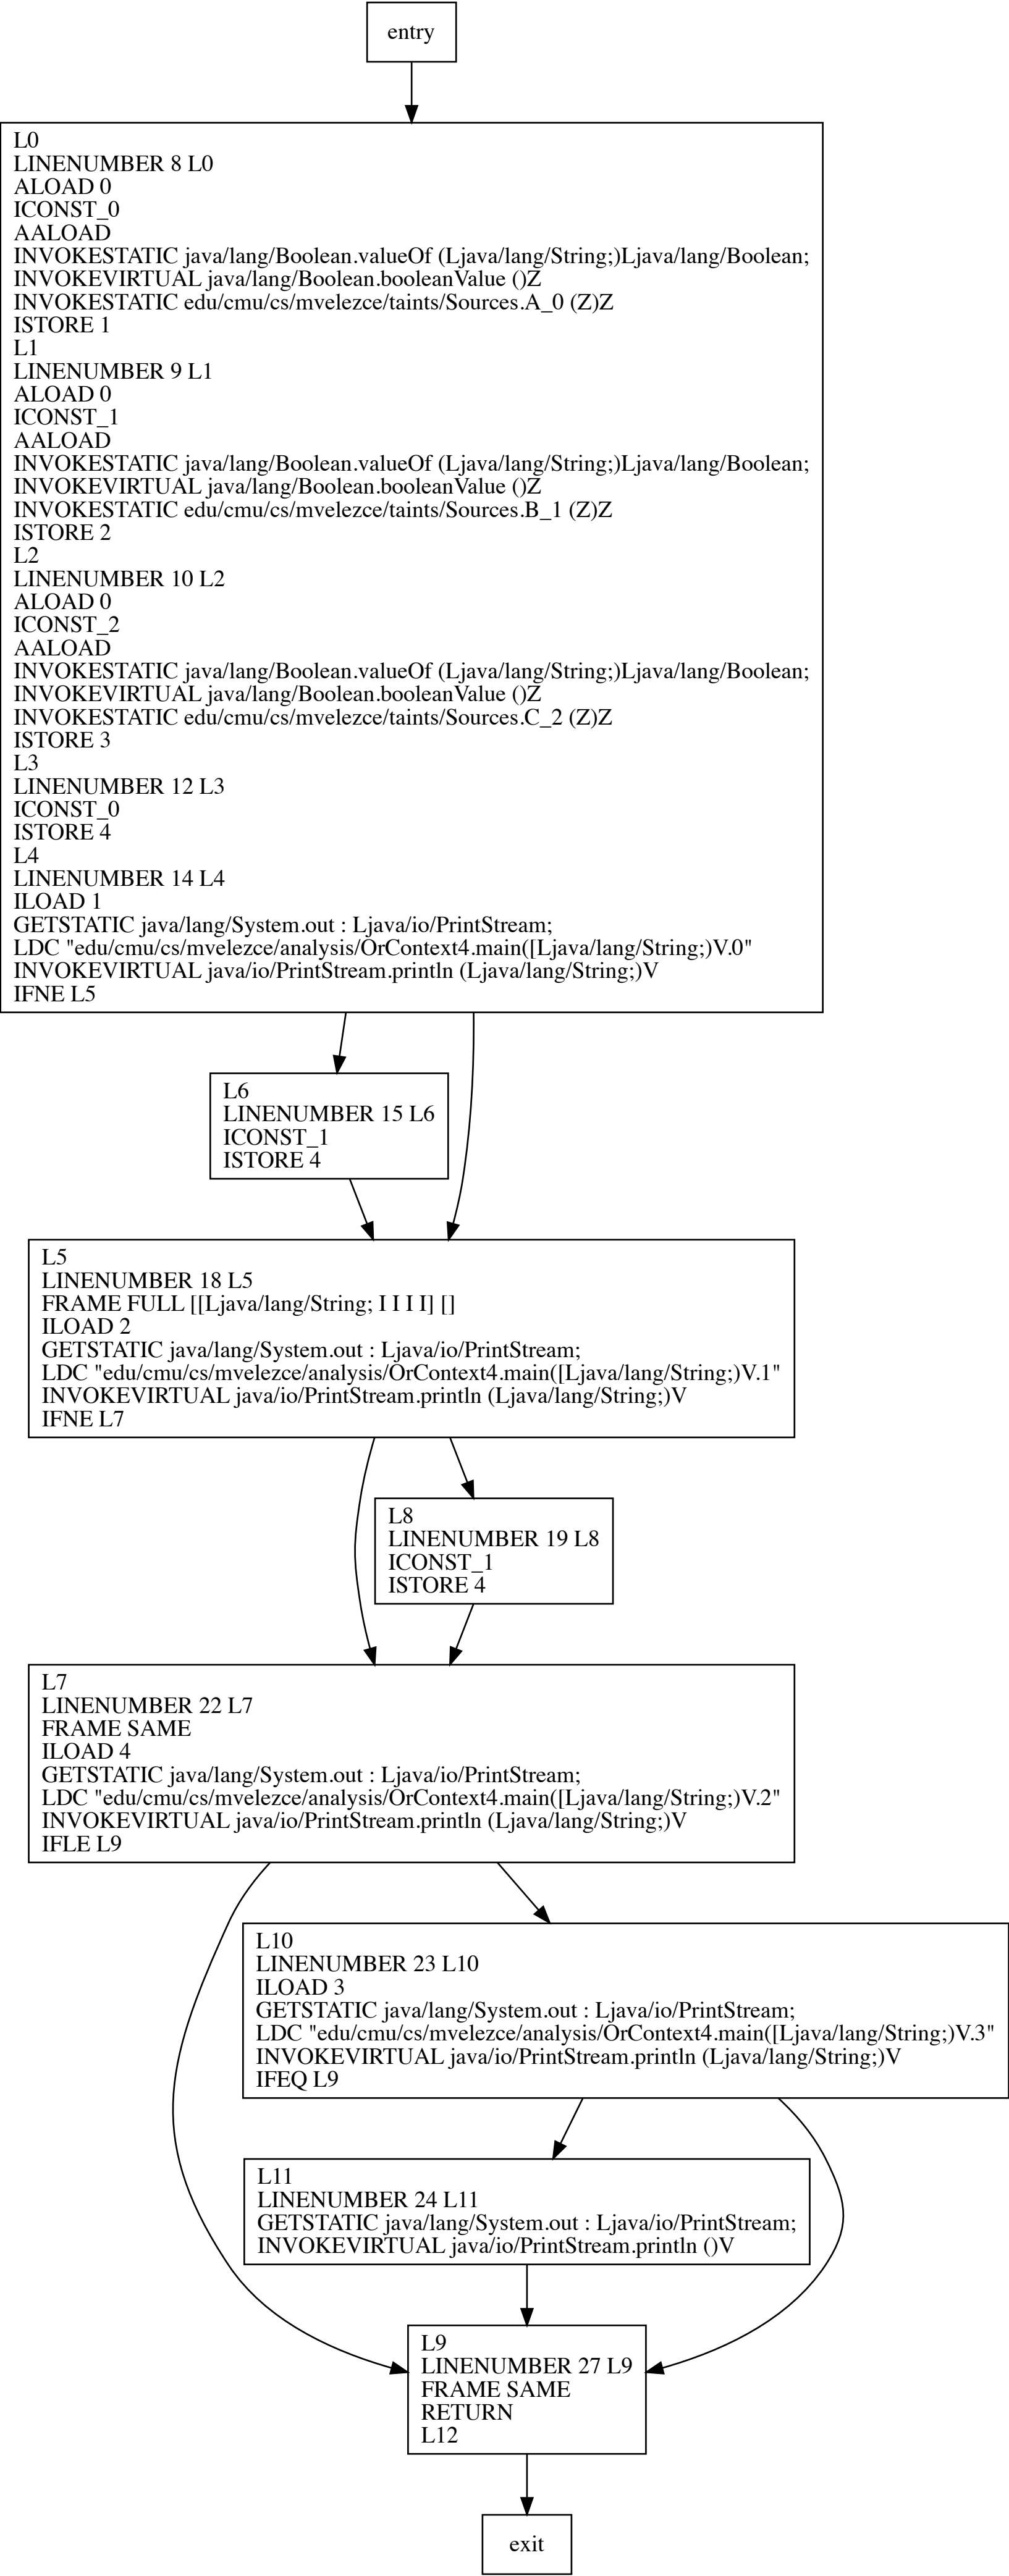 entry
L0
LINENUMBER 8 L0
ALOAD 0
ICONST_0
AALOAD
INVOKESTATIC java/lang/Boolean.valueOf (Ljava/lang/String;)Ljava/lang/Boolean;
INVOKEVIRTUAL java/lang/Boolean.booleanValue ()Z
INVOKESTATIC edu/cmu/cs/mvelezce/taints/Sources.A_0 (Z)Z
ISTORE 1
L1
LINENUMBER 9 L1
ALOAD 0
ICONST_1
AALOAD
INVOKESTATIC java/lang/Boolean.valueOf (Ljava/lang/String;)Ljava/lang/Boolean;
INVOKEVIRTUAL java/lang/Boolean.booleanValue ()Z
INVOKESTATIC edu/cmu/cs/mvelezce/taints/Sources.B_1 (Z)Z
ISTORE 2
L2
LINENUMBER 10 L2
ALOAD 0
ICONST_2
AALOAD
INVOKESTATIC java/lang/Boolean.valueOf (Ljava/lang/String;)Ljava/lang/Boolean;
INVOKEVIRTUAL java/lang/Boolean.booleanValue ()Z
INVOKESTATIC edu/cmu/cs/mvelezce/taints/Sources.C_2 (Z)Z
ISTORE 3
L3
LINENUMBER 12 L3
ICONST_0
ISTORE 4
L4
LINENUMBER 14 L4
ILOAD 1
GETSTATIC java/lang/System.out : Ljava/io/PrintStream;
LDC "edu/cmu/cs/mvelezce/analysis/OrContext4.main([Ljava/lang/String;)V.0"
INVOKEVIRTUAL java/io/PrintStream.println (Ljava/lang/String;)V
IFNE L5
L6
LINENUMBER 15 L6
ICONST_1
ISTORE 4
L5
LINENUMBER 18 L5
FRAME FULL [[Ljava/lang/String; I I I I] []
ILOAD 2
GETSTATIC java/lang/System.out : Ljava/io/PrintStream;
LDC "edu/cmu/cs/mvelezce/analysis/OrContext4.main([Ljava/lang/String;)V.1"
INVOKEVIRTUAL java/io/PrintStream.println (Ljava/lang/String;)V
IFNE L7
L8
LINENUMBER 19 L8
ICONST_1
ISTORE 4
L7
LINENUMBER 22 L7
FRAME SAME
ILOAD 4
GETSTATIC java/lang/System.out : Ljava/io/PrintStream;
LDC "edu/cmu/cs/mvelezce/analysis/OrContext4.main([Ljava/lang/String;)V.2"
INVOKEVIRTUAL java/io/PrintStream.println (Ljava/lang/String;)V
IFLE L9
L10
LINENUMBER 23 L10
ILOAD 3
GETSTATIC java/lang/System.out : Ljava/io/PrintStream;
LDC "edu/cmu/cs/mvelezce/analysis/OrContext4.main([Ljava/lang/String;)V.3"
INVOKEVIRTUAL java/io/PrintStream.println (Ljava/lang/String;)V
IFEQ L9
L11
LINENUMBER 24 L11
GETSTATIC java/lang/System.out : Ljava/io/PrintStream;
INVOKEVIRTUAL java/io/PrintStream.println ()V
L9
LINENUMBER 27 L9
FRAME SAME
RETURN
L12
exit